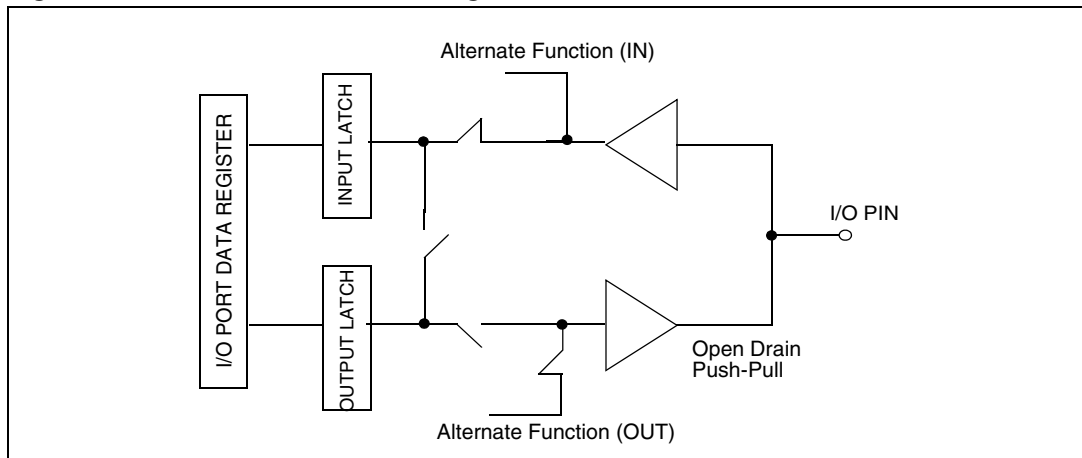 Alternate Function (IN)
I/O PORT DATA REGISTER
INPUT LATCH
I/O PIN
OUTPUT LATCH
Open Drain
Push-Pull
Alternate Function (OUT)